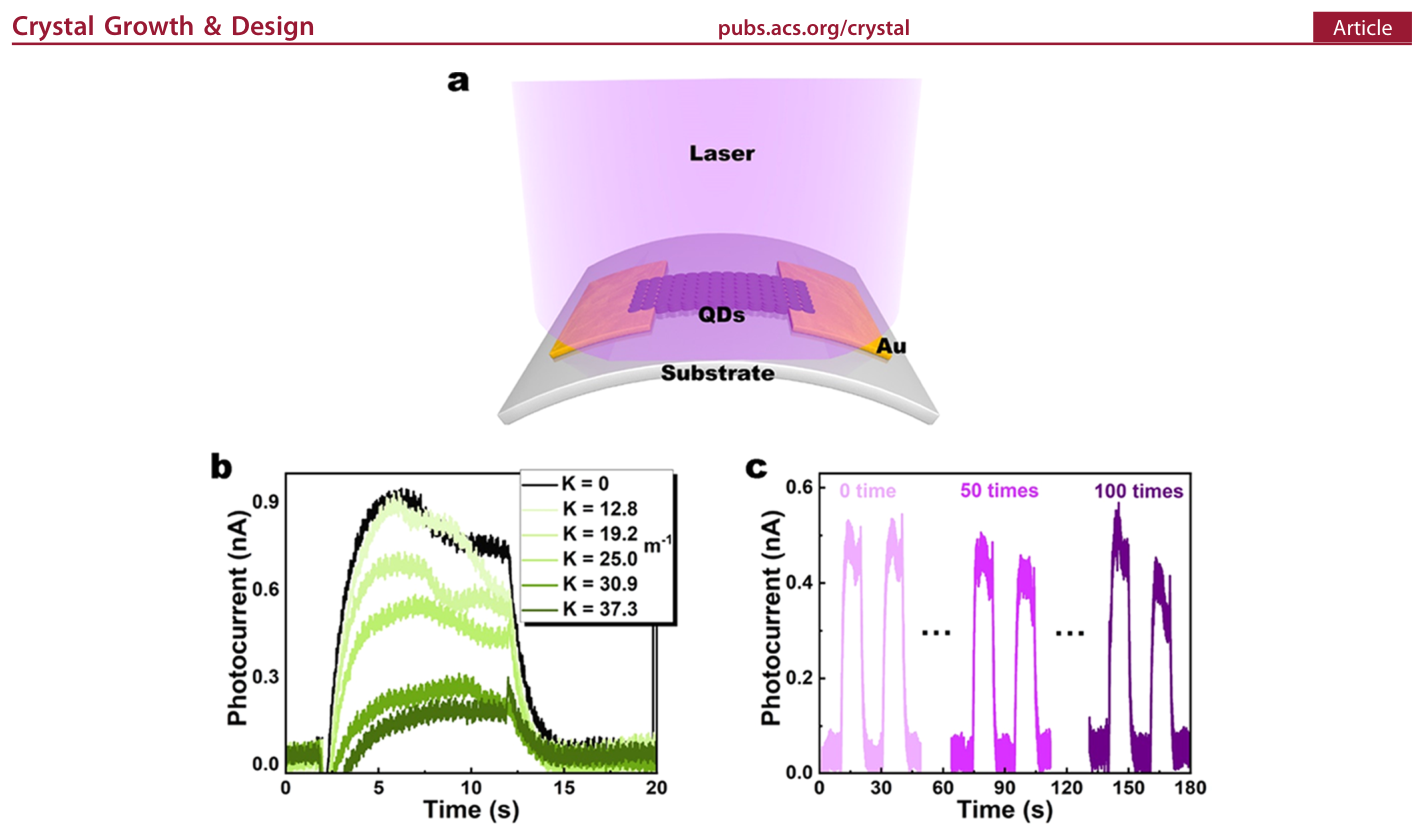 Crystal Growth & Design
pubs.acs.org/crystal
Article
a
Laser
QDs
Au
Substrate
b
Photocurrent (nA)
0.9
0.6
0.3
0.0
0
5
10
15
20
Time (s)
K = 0
K = 12.8
K = 19.2
K = 25.0
K = 30.9
K = 37.3
m-1
c
Photocurrent (nA)
0.6
0.4
0.2
0.0
0 time
50 times
100 times
...
...
0
30
60
90
120
150
180
Time (s)